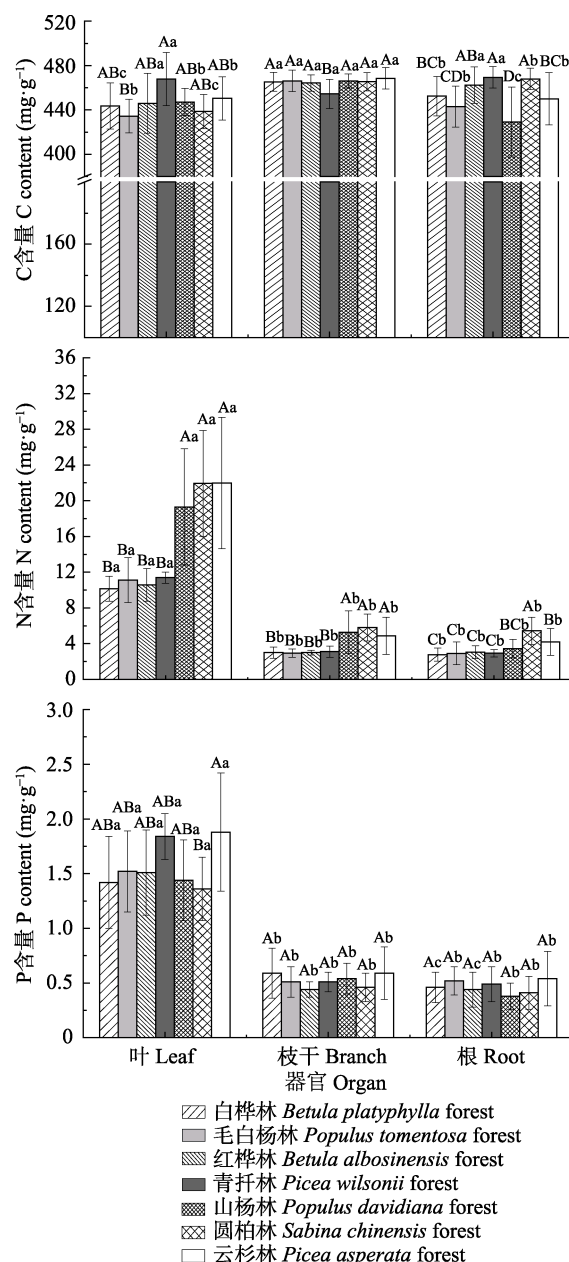 520
480
440
400
160
120
C含量 C content (mg·g⁻¹)
ABc Bb ABa Aa ABb ABc ABb
Aa Aa Aa Ba Aa Aa Aa
BCb CDb ABa Aa Dc Ab BCb
36
32
28
24
20
16
12
8
4
0
N含量 N content (mg·g⁻¹)
Ba Ba Ba Ba Aa Aa Aa
Bb Bb Bb Bb Ab Ab Ab
Cb Cb Cb Cb BCb Ab Bb
3.0
2.5
2.0
1.5
1.0
0.5
0
P含量 P content (mg·g⁻¹)
ABa ABa ABa ABa ABa Ba Aa
Ab Ab Ab Ab Ab Ab Ab
Ac Ab Ac Ab Ab Ab Ab
叶 Leaf 枝干 Branch 根 Root
器官 Organ
白桦林 Betula platyphylla forest
毛白杨林 Populus tomentosa forest
红桦林 Betula albosinensis forest
青扦林 Picea wilsonii forest
山杨林 Populus davidiana forest
圆柏林 Sabina chinensis forest
云杉林 Picea asperata forest